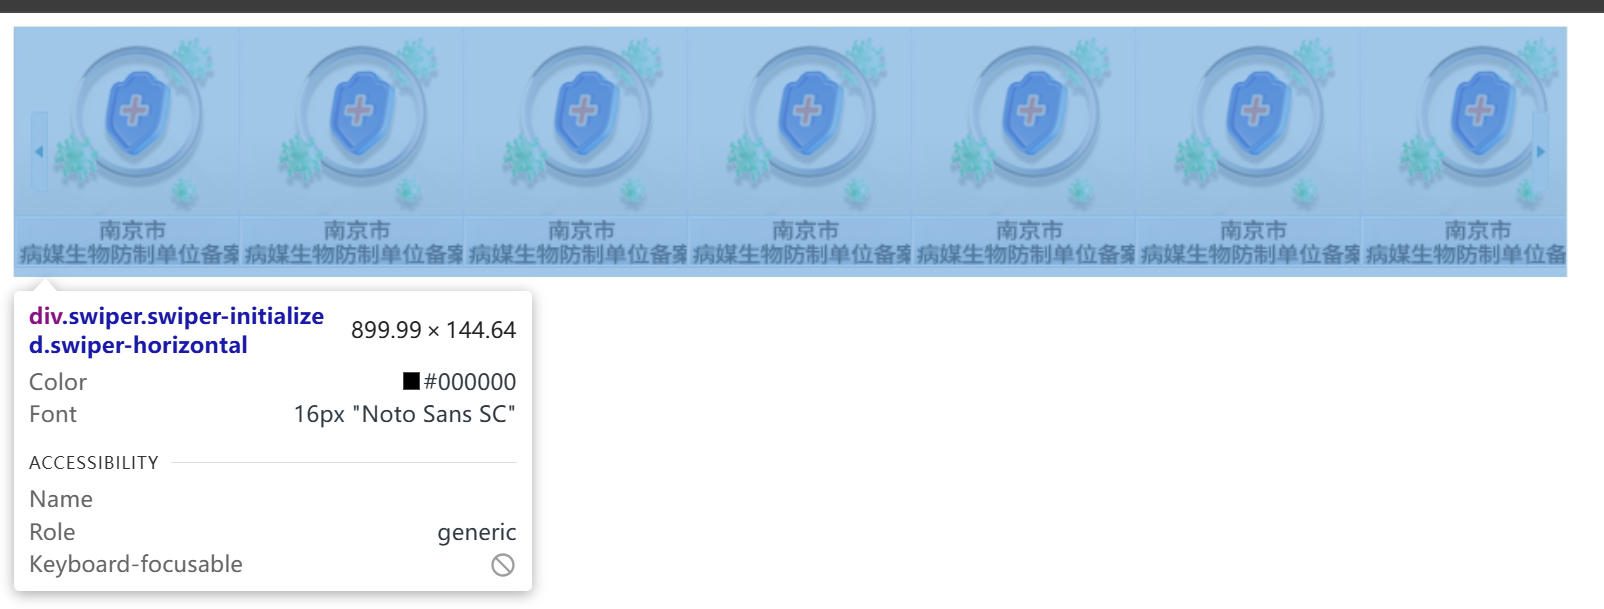 南京市 南京市 南京市 南京市 南京市 南京市 南京市
病媒生物防制单位备案 病媒生物防制单位备案 病媒生物防制单位备案 病媒生物防制单位备案 病媒生物防制单位备案 病媒生物防制单位备案 病媒生物防制单位备
div.swiper.swiper-initialize
d.swiper-horizontal
899.99 × 144.64
Color #000000
Font 16px "Noto Sans SC"
ACCESSIBILITY
Name
Role generic
Keyboard-focusable